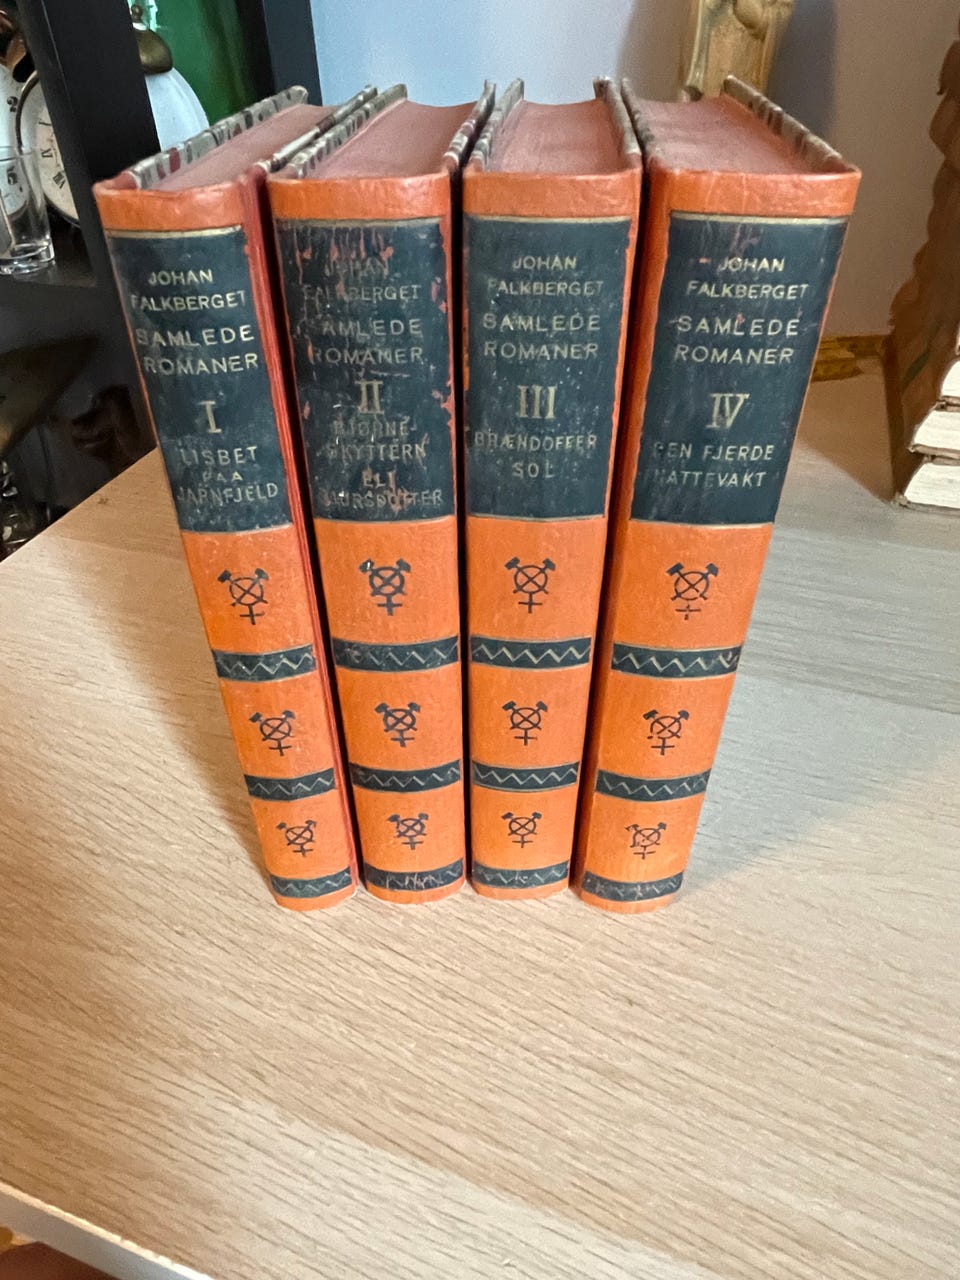 JOHAN
FALKBERGET
SAMLEDE
ROMANER
I
LISBET
PAA
JARNFJELD
JOHAN
FALKBERGET
SAMLEDE
ROMANER
II
BJØRNE-
SKYTTERN
ELI
SJURSDOTTER
JOHAN
FALKBERGET
SAMLEDE
ROMANER
III
BRÆNDOFFER
SOL
JOHAN
FALKBERGET
SAMLEDE
ROMANER
IV
DEN FJERDE
NATTEVAKT